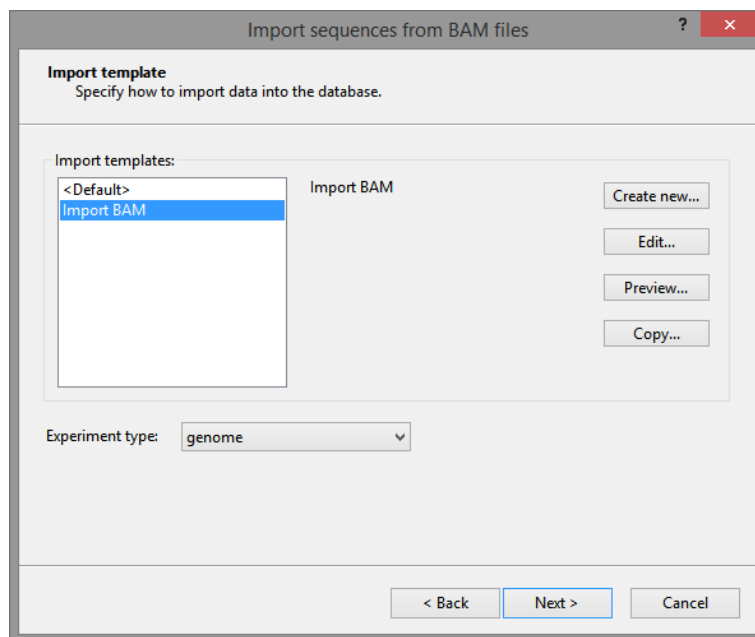 Import sequences from BAM files
?
Import template
Specify how to import data into the database.
Import templates:
<Default>
Import BAM
Import BAM
Create new...
Edit...
Preview...
Copy...
Experiment type:
genome
< Back
Next >
Cancel